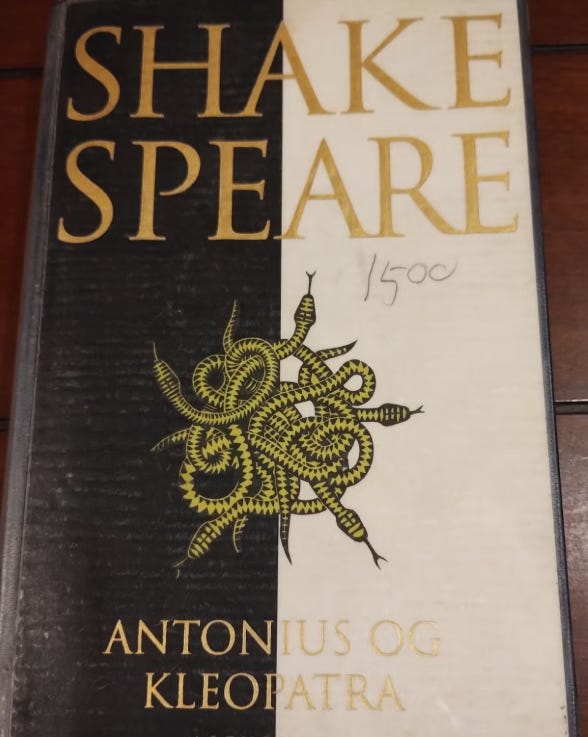 SHAKE
SPEARE
1500
ANTONIUS OG
KLEOPATRA